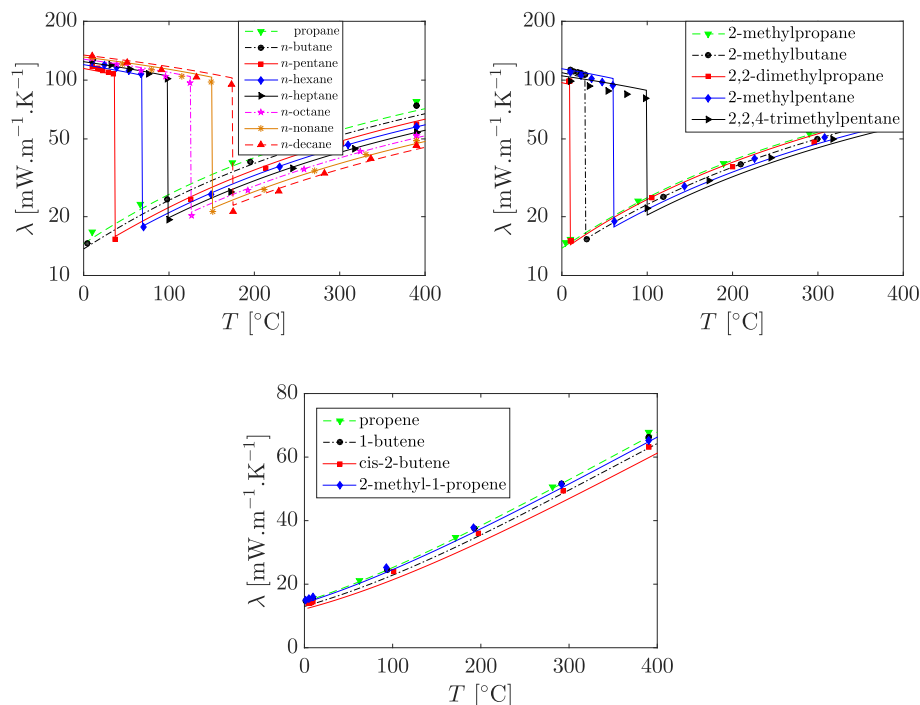 200
100
50
20
10
λ [mW.m⁻¹.K⁻¹]
0
100
200
300
400
T [°C]
propane
n-butane
n-pentane
n-hexane
n-heptane
n-octane
n-nonane
n-decane
200
100
50
20
10
λ [mW.m⁻¹.K⁻¹]
0
100
200
300
400
T [°C]
2-methylpropane
2-methylbutane
2,2-dimethylpropane
2-methylpentane
2,2,4-trimethylpentane
80
60
40
20
0
λ [mW.m⁻¹.K⁻¹]
0
100
200
300
400
T [°C]
propene
1-butene
cis-2-butene
2-methyl-1-propene